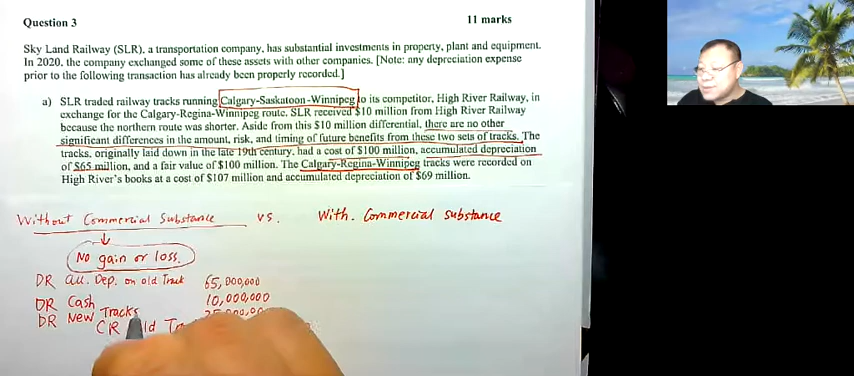 Question 3
11 marks
Sky Land Railway (SLR), a transportation company, has substantial investments in property, plant and equipment.
In 2020, the company exchanged some of these assets with other companies. [Note: any depreciation expense
prior to the following transaction has already been properly recorded.]
a) SLR traded railway tracks running Calgary-Saskatoon-Winnipeg to its competitor, High River Railway, in
exchange for the Calgary-Regina-Winnipeg route. SLR received $10 million from High River Railway
because the northern route was shorter. Aside from this $10 million differential, there are no other
significant differences in the amount, risk, and timing of future benefits from these two sets of tracks. The
tracks, originally laid down in the late 19th century, had a cost of $100 million, accumulated depreciation
of $65 million, and a fair value of $100 million. The Calgary-Regina-Winnipeg tracks were recorded on
High River's books at a cost of $107 million and accumulated depreciation of $69 million.
Without Commercial Substance vs. With. Commercial substance
No gain or loss.
DR acc. Dep. on old Track 65,000,000
DR Cash 10,000,000
DR New Tracks
CR